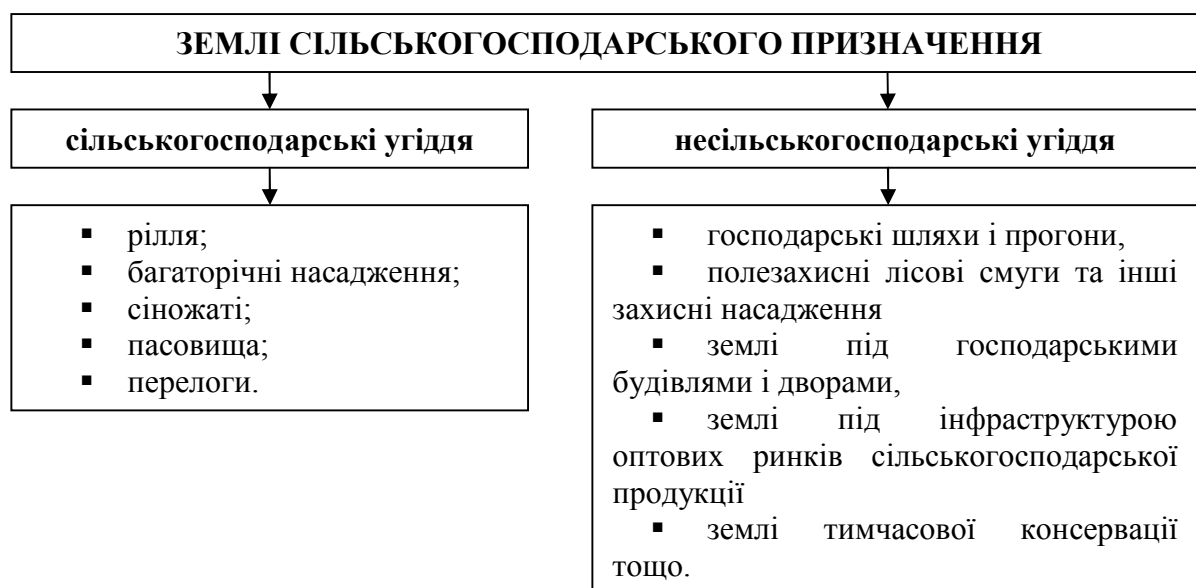 ЗЕМЛІ СІЛЬСЬКОГОСПОДАРСЬКОГО ПРИЗНАЧЕННЯ
сільськогосподарські угіддя
▪ рілля;
▪ багаторічні насадження;
▪ сіножаті;
▪ пасовища;
▪ перелоги.
несільськогосподарські угіддя
▪ господарські шляхи і прогони,
▪ полезахисні лісові смуги та інші
захисні насадження
▪ землі під господарськими
будівлями і дворами,
▪ землі під інфраструктурою
оптових ринків сільськогосподарської
продукції
▪ землі тимчасової консервації
тощо.